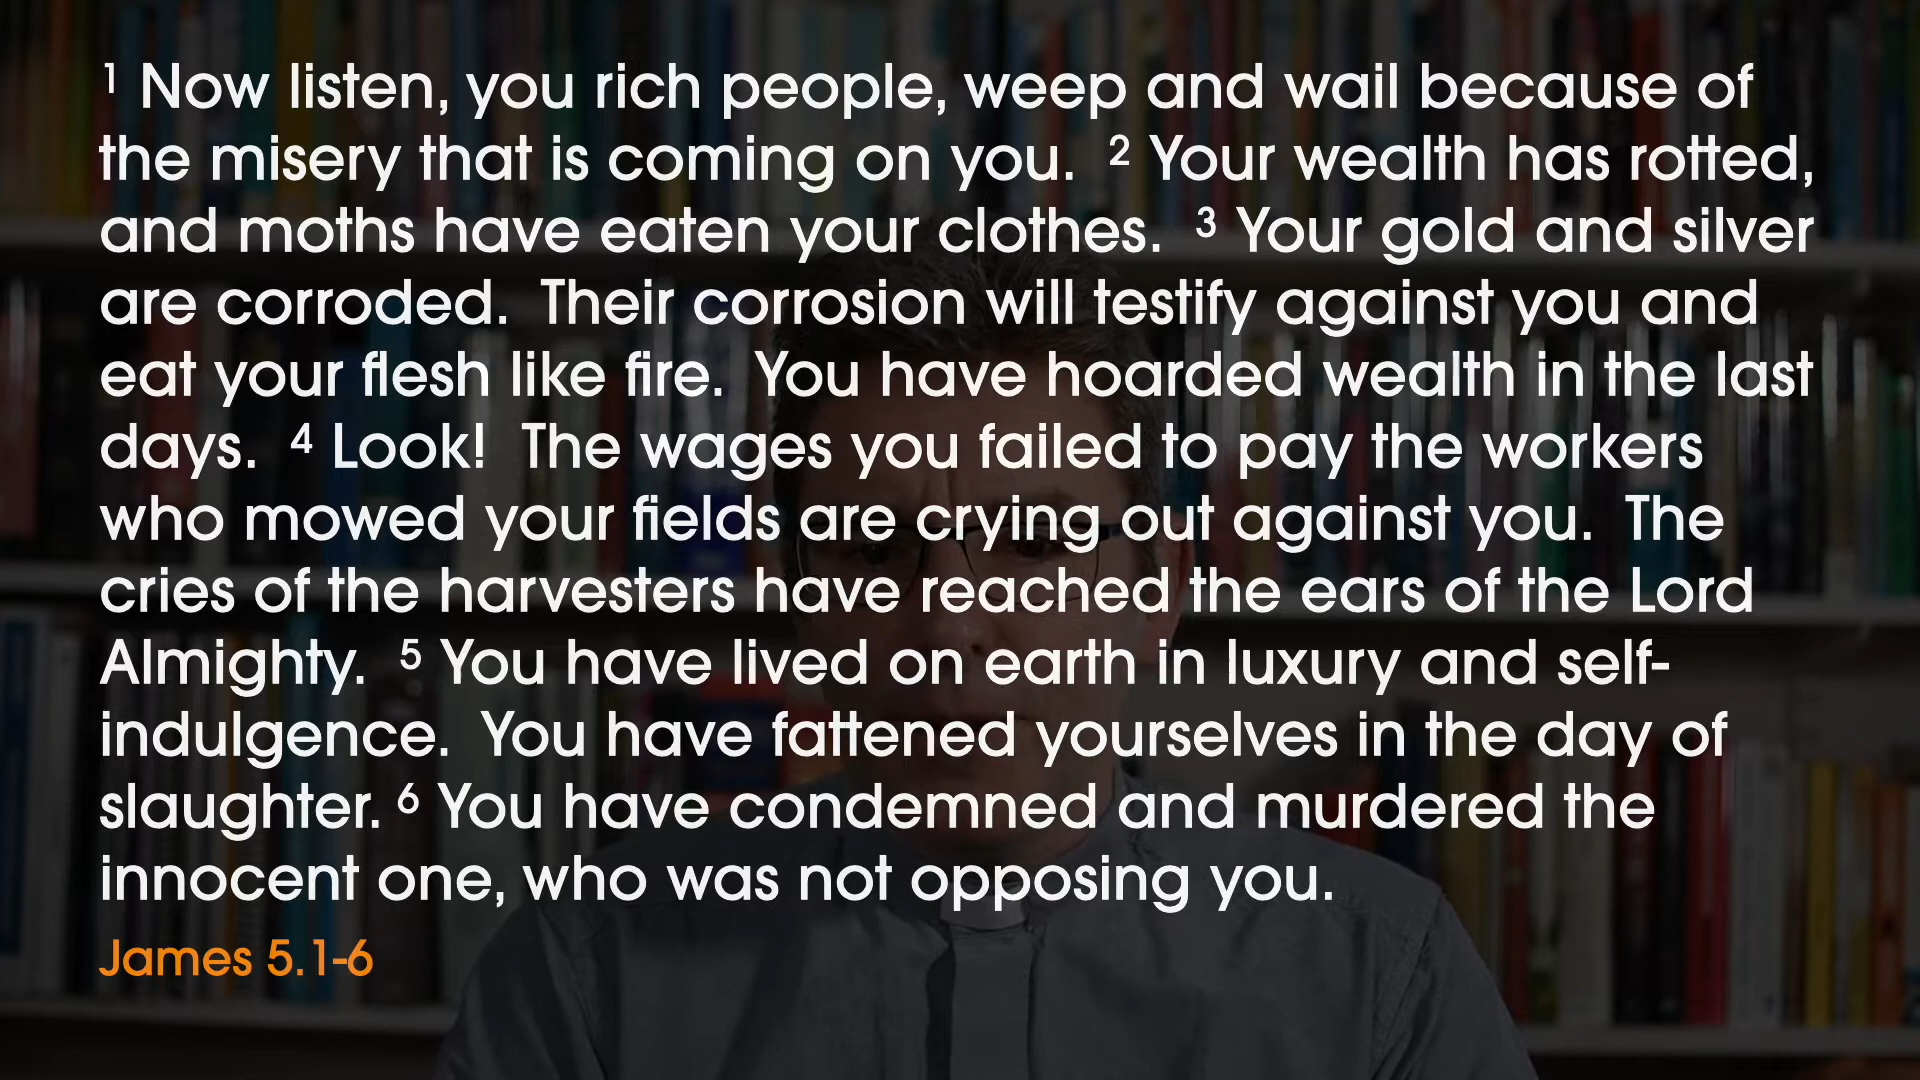 1 Now listen, you rich people, weep and wail because of
the misery that is coming on you. 2 Your wealth has rotted,
and moths have eaten your clothes. 3 Your gold and silver
are corroded. Their corrosion will testify against you and
eat your flesh like fire. You have hoarded wealth in the last
days. 4 Look! The wages you failed to pay the workers
who mowed your fields are crying out against you. The
cries of the harvesters have reached the ears of the Lord
Almighty. 5 You have lived on earth in luxury and self-
indulgence. You have fattened yourselves in the day of
slaughter. 6 You have condemned and murdered the
innocent one, who was not opposing you.
James 5.1-6